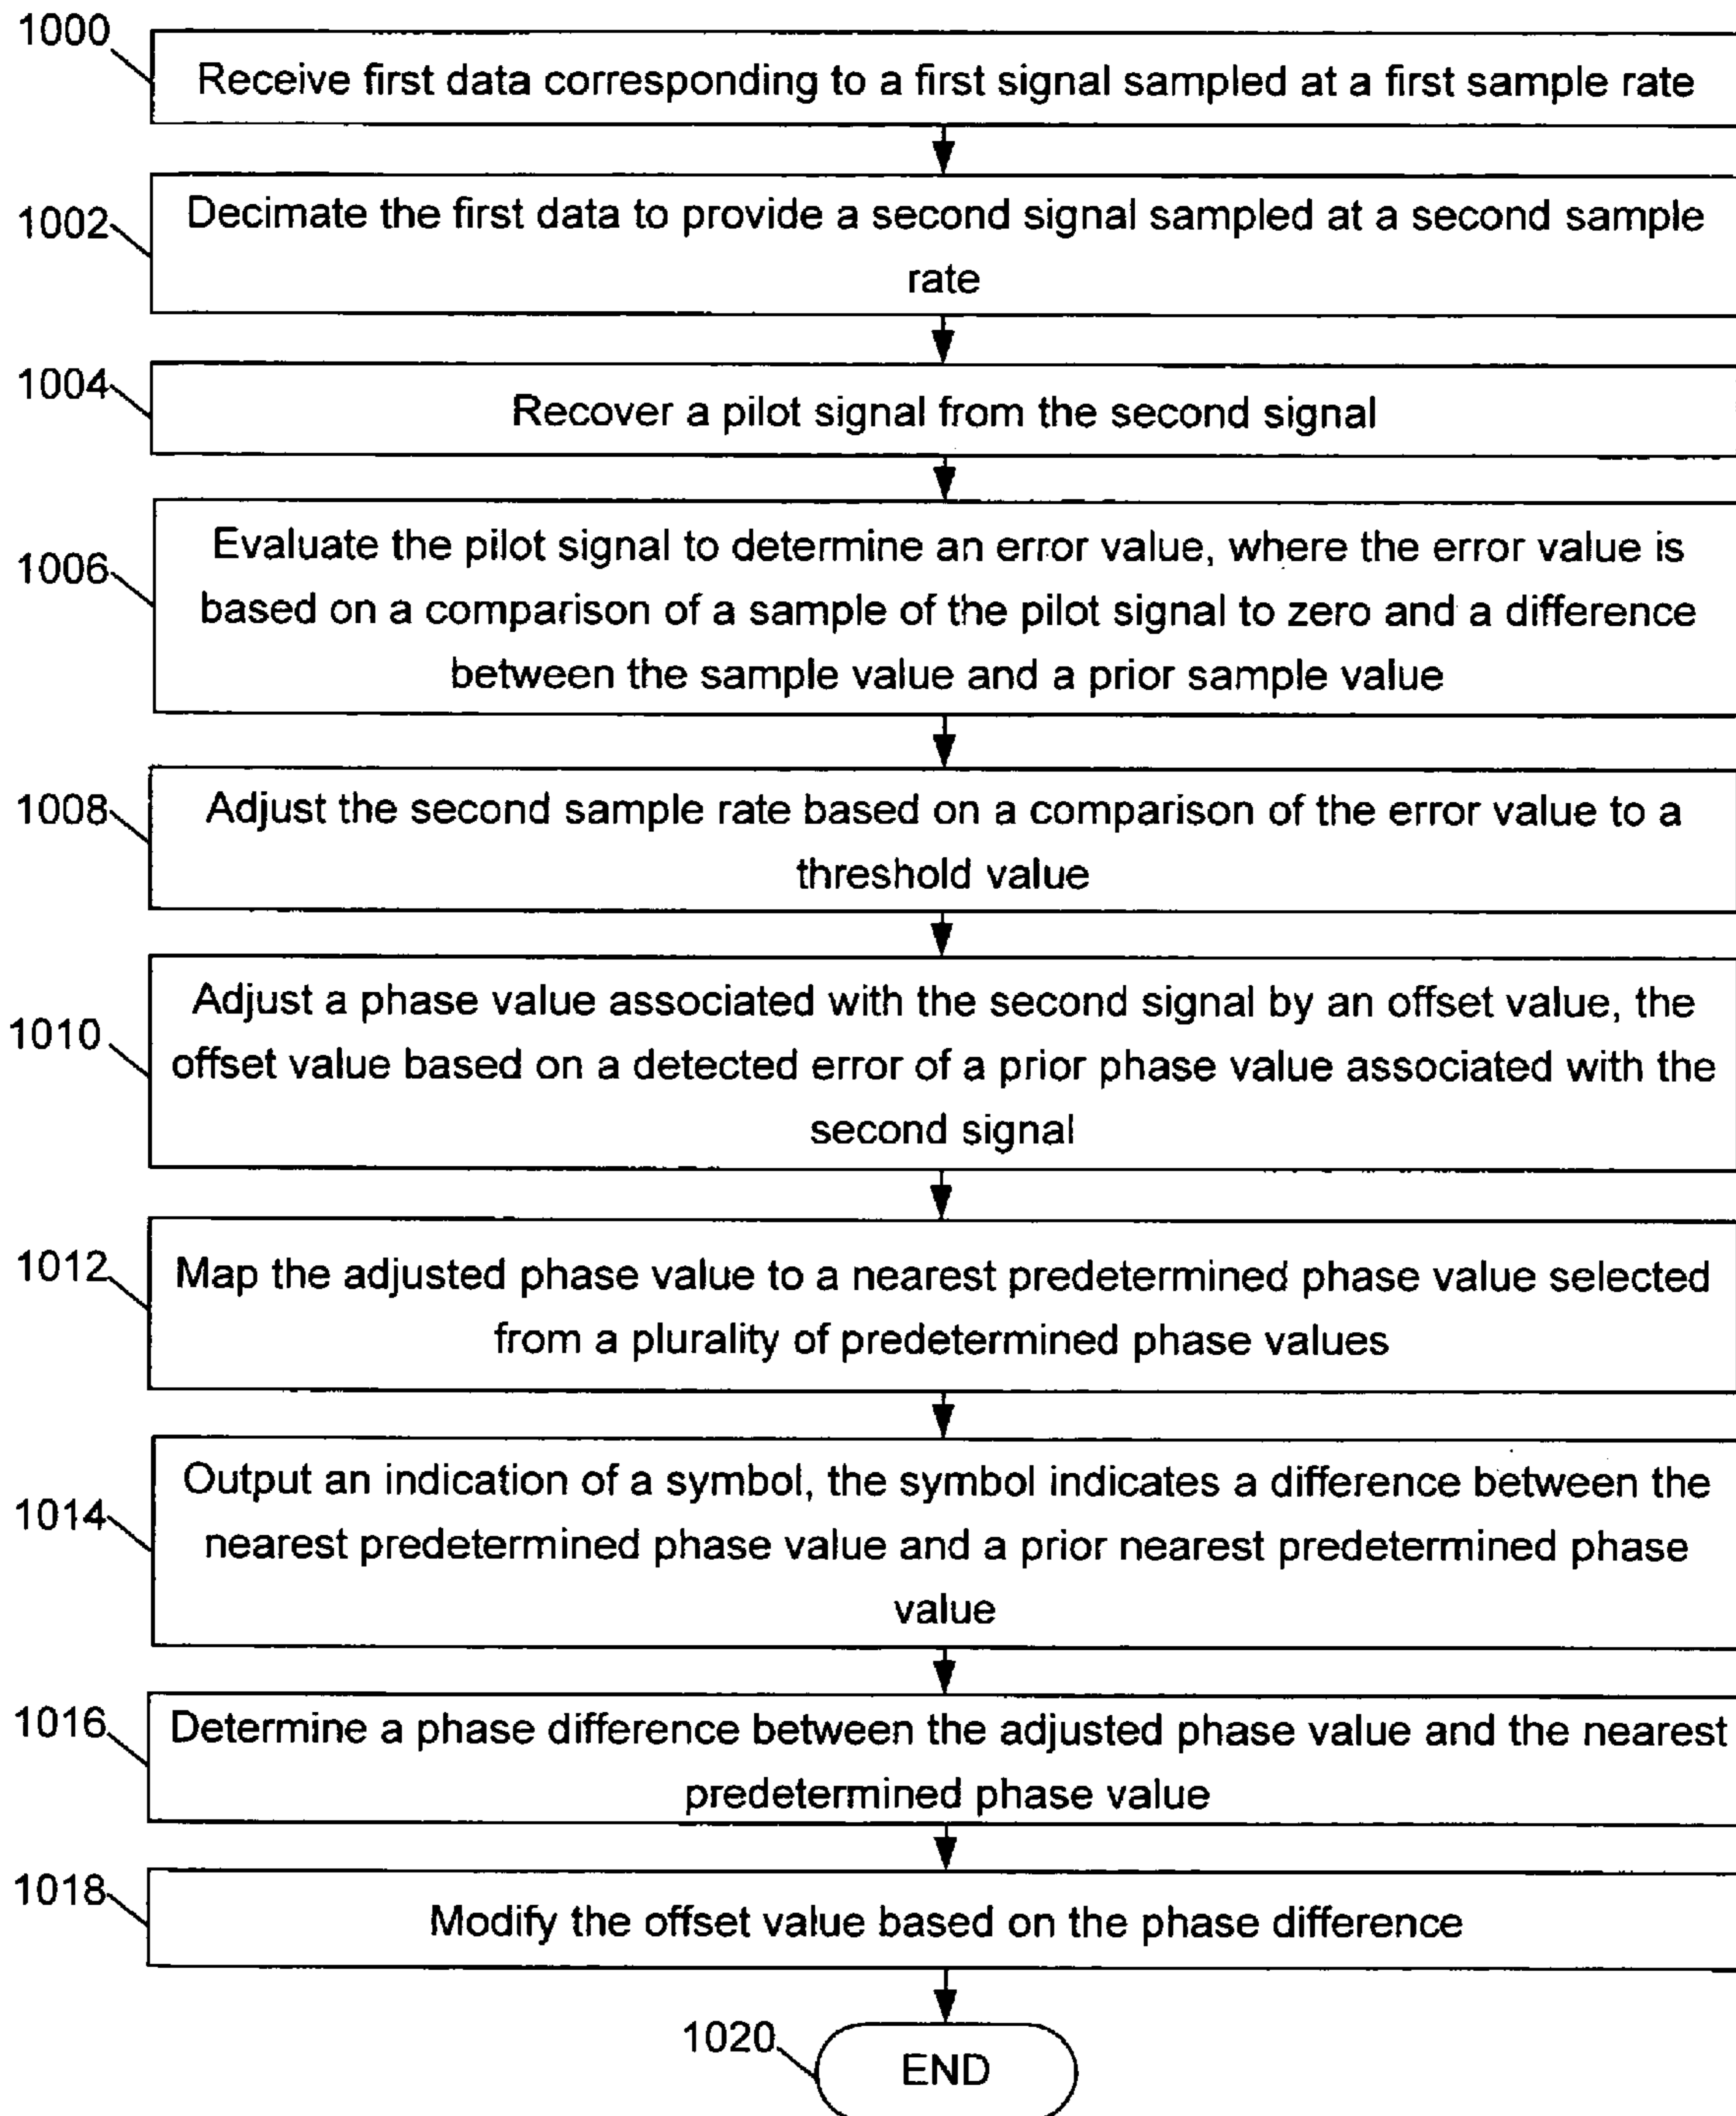 1000
Receive first data corresponding to a first signal sampled at a first sample rate
1002
Decimate the first data to provide a second signal sampled at a second sample
rate
1004
Recover a pilot signal from the second signal
1006
Evaluate the pilot signal to determine an error value, where the error value is
based on a comparison of a sample of the pilot signal to zero and a difference
between the sample value and a prior sample value
1008
Adjust the second sample rate based on a comparison of the error value to a
threshold value
1010
Adjust a phase value associated with the second signal by an offset value, the
offset value based on a detected error of a prior phase value associated with the
second signal
1012
Map the adjusted phase value to a nearest predetermined phase value selected
from a plurality of predetermined phase values
1014
Output an indication of a symbol, the symbol indicates a difference between the
nearest predetermined phase value and a prior nearest predetermined phase
value
1016
Determine a phase difference between the adjusted phase value and the nearest
predetermined phase value
1018
Modify the offset value based on the phase difference
1020
END